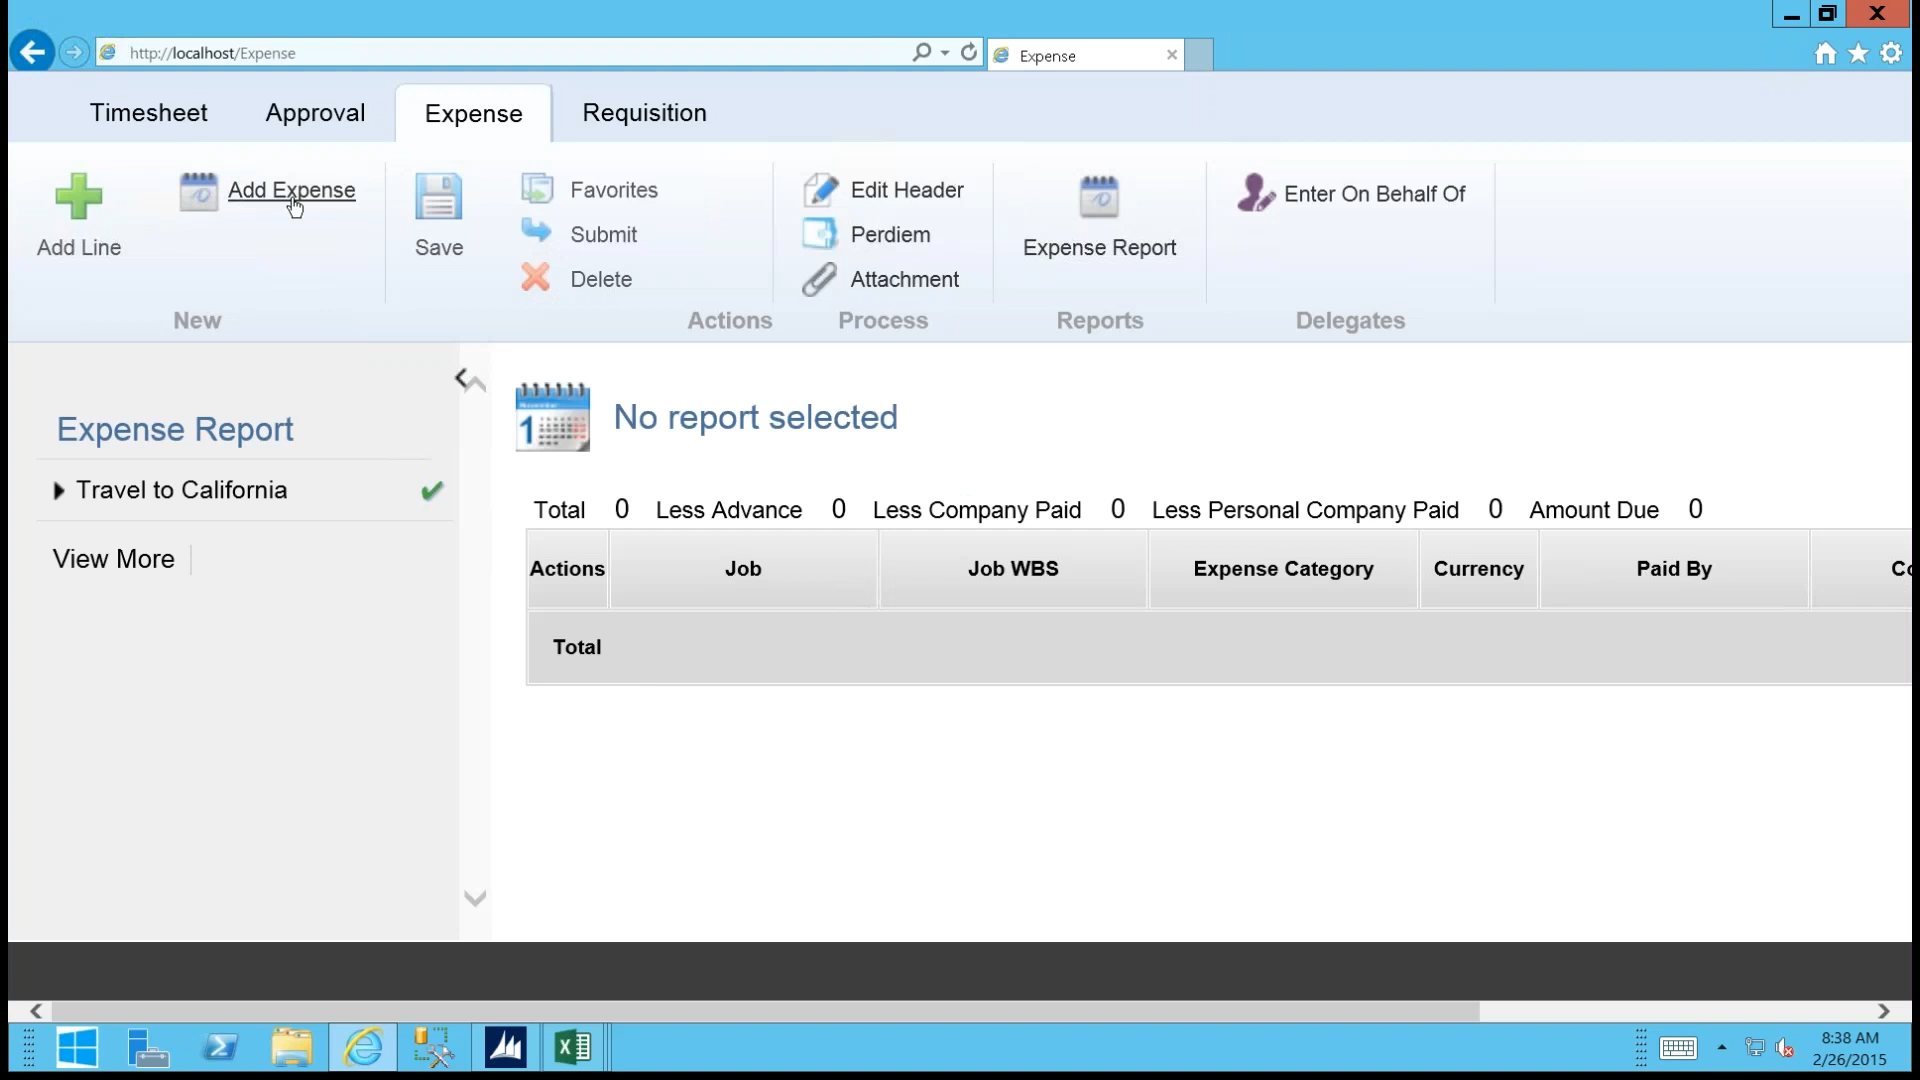 http://localhost/Expense
Expense
Timesheet Approval Expense Requisition
Add Line
Add Expense
New
Save
Favorites
Submit
Delete
Actions
Edit Header
Perdiem
Attachment
Process
Expense Report
Reports
Enter On Behalf Of
Delegates
Expense Report
Travel to California
View More
November
1
No report selected
Total 0 Less Advance 0 Less Company Paid 0 Less Personal Company Paid 0 Amount Due 0
Actions Job Job WBS Expense Category Currency Paid By
Total
8:38 AM
2/26/2015